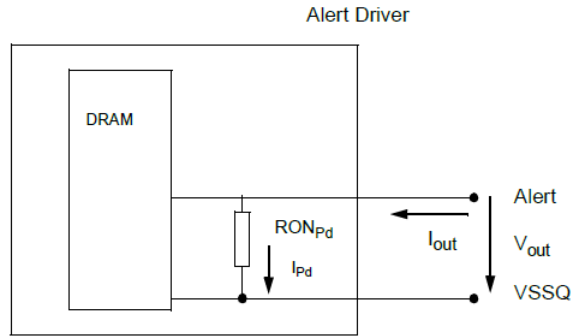 Alert Driver
DRAM
Alert
RONPd
Iout
Vout
IPd
VSSQ